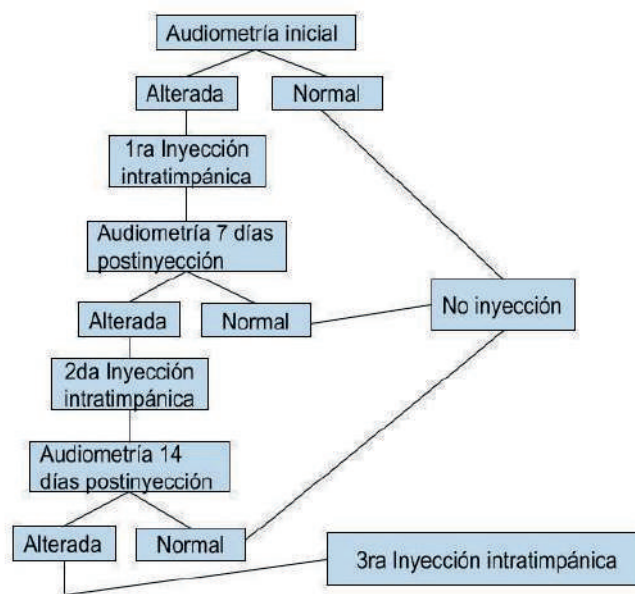 Audiometría inicial
Alterada
Normal
1ra Inyección
intratimpánica
Audiometría 7 días
postinyección
Alterada
Normal
No inyección
2da Inyección
intratimpánica
Audiometría 14
días postinyección
Alterada
Normal
3ra Inyección intratimpánica